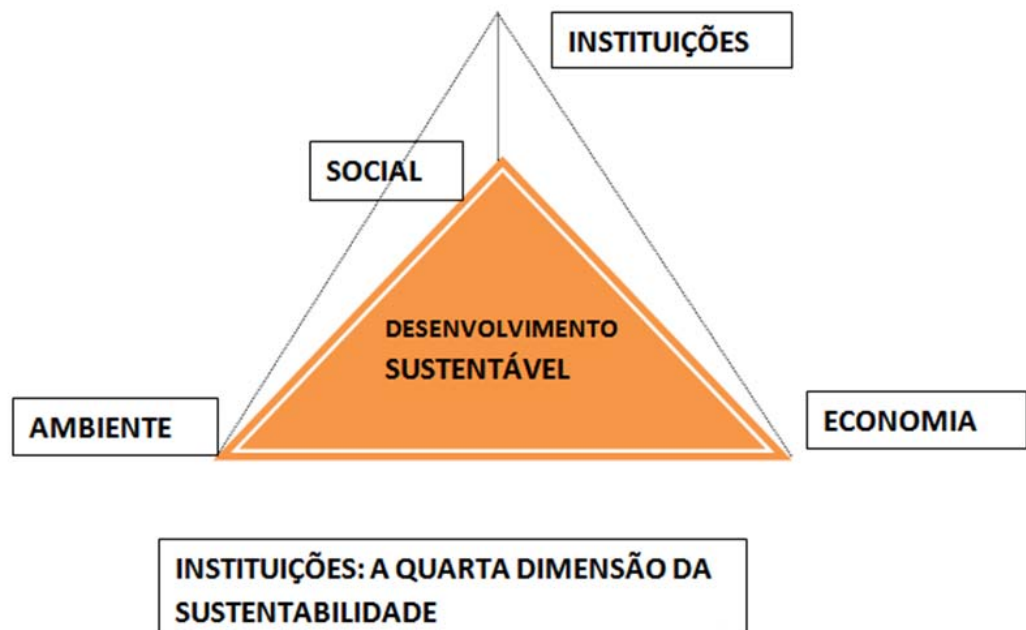 INSTITUIÇÕES
SOCIAL
DESENVOLVIMENTO
SUSTENTÁVEL
AMBIENTE
ECONOMIA
INSTITUIÇÕES: A QUARTA DIMENSÃO DA
SUSTENTABILIDADE